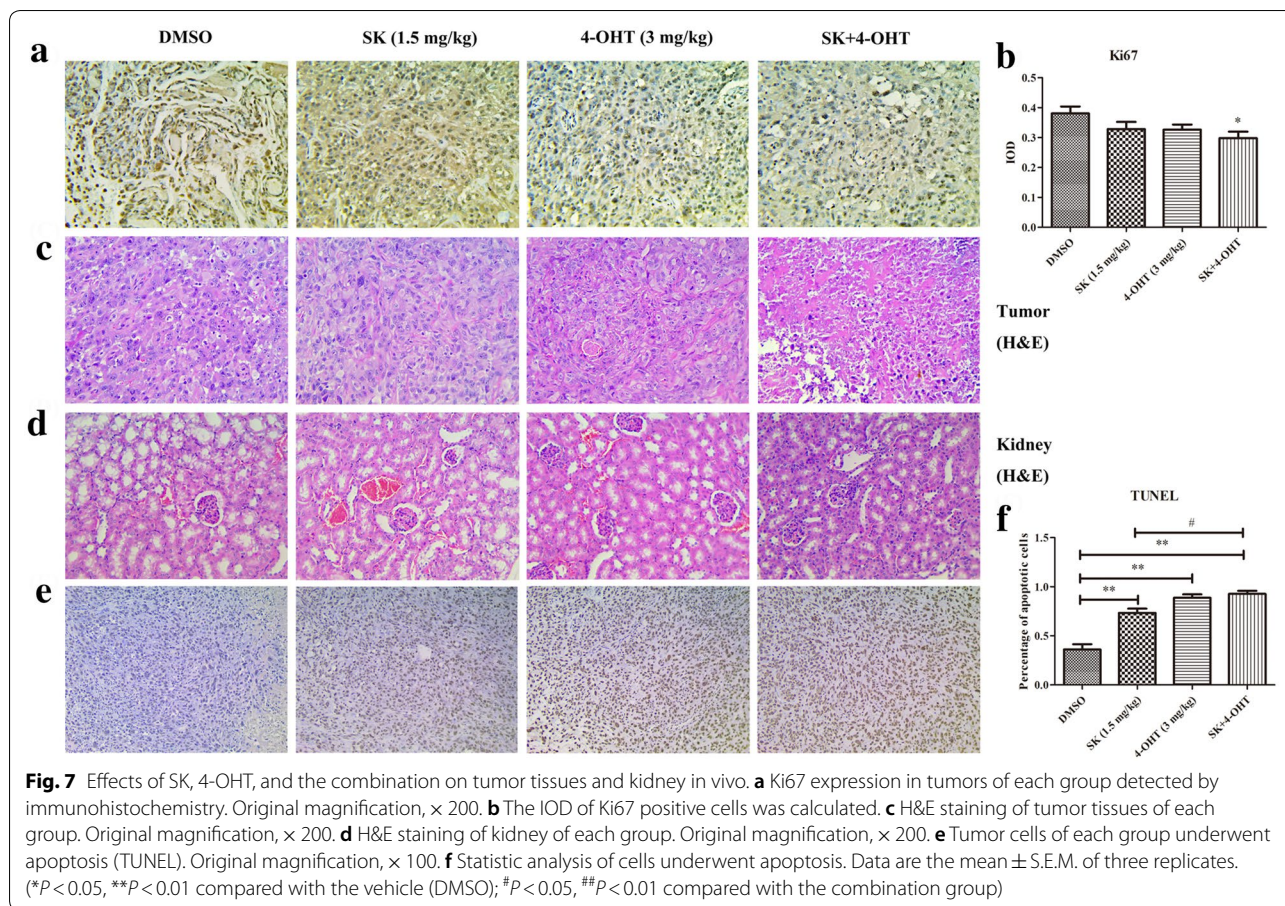 DMSO
SK (1.5 mg/kg)
4-OHT (3 mg/kg)
SK+4-OHT
a
b
Ki67
IOD
0.5
0.4
0.3
0.2
0.1
0.0
*
DMSO
SK (1.5 mg/kg)
4-OHT (3 mg/kg)
SK+4-OHT
c
Tumor
(H&E)
d
Kidney
(H&E)
e
f
TUNEL
Percentage of apoptotic cells
1.5
1.0
0.5
0.0
#
**
**
**
DMSO
SK (1.5 mg/kg)
4-OHT (3 mg/kg)
SK+4-OHT
Fig. 7 Effects of SK, 4-OHT, and the combination on tumor tissues and kidney in vivo. a Ki67 expression in tumors of each group detected by
immunohistochemistry. Original magnification, × 200. b The IOD of Ki67 positive cells was calculated. c H&E staining of tumor tissues of each
group. Original magnification, × 200. d H&E staining of kidney of each group. Original magnification, × 200. e Tumor cells of each group underwent
apoptosis (TUNEL). Original magnification, × 100. f Statistic analysis of cells underwent apoptosis. Data are the mean ± S.E.M. of three replicates.
(*P < 0.05, **P < 0.01 compared with the vehicle (DMSO); #P < 0.05, ##P < 0.01 compared with the combination group)